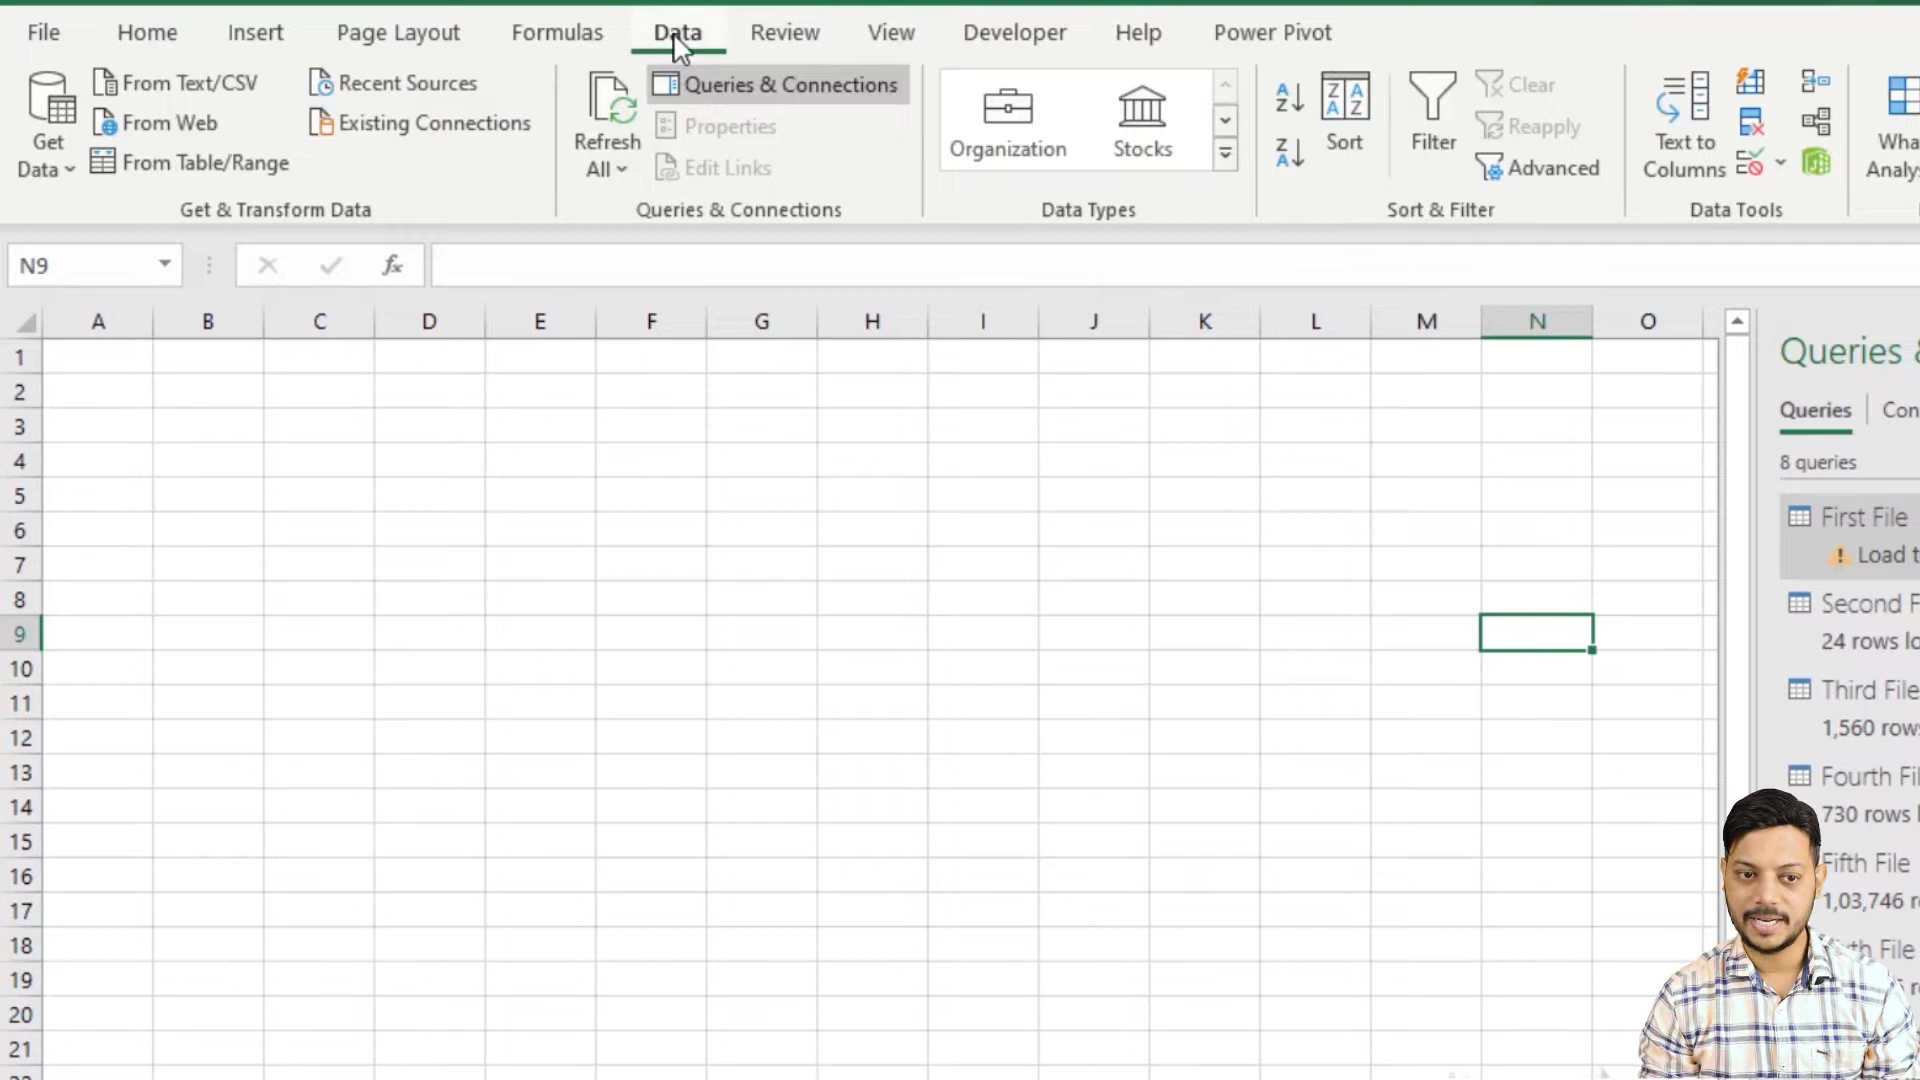 File Home Insert Page Layout Formulas Data Review View Developer Help Power Pivot
Get Data
From Text/CSV
From Web
From Table/Range
Recent Sources
Existing Connections
Get & Transform Data
Refresh All
Queries & Connections
Properties
Edit Links
Queries & Connections
Organization
Stocks
Data Types
Sort
Filter
Clear
Reapply
Advanced
Sort & Filter
Text to Columns
Data Tools
N9
fx
A B C D E F G H I J K L M N O
1
2
3
4
5
6
7
8
9
10
11
12
13
14
15
16
17
18
19
20
21
Queries
Queries
8 queries
First File
Load
Second
24 rows
Third File
1,560 rows
Fourth
730 rows
Fifth File
1,03,746
File